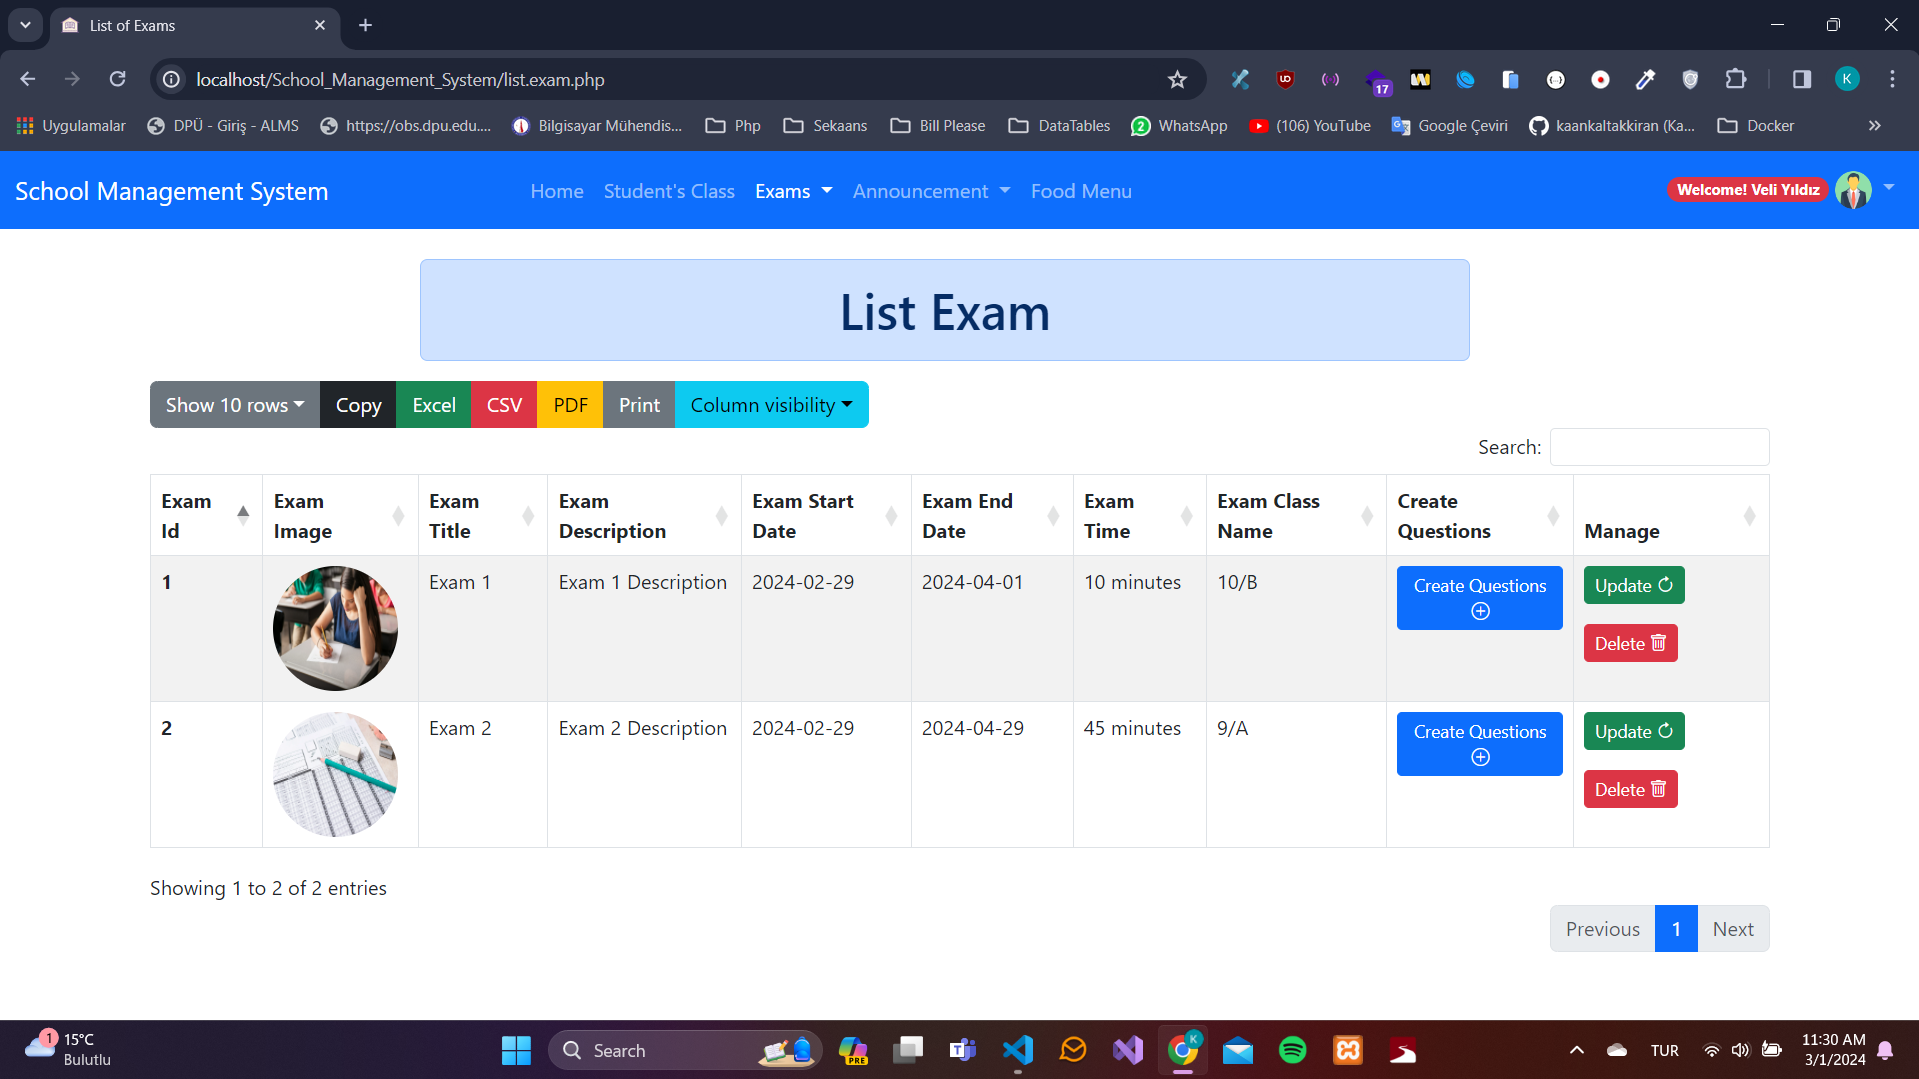 List of Exams
localhost/School_Management_System/list.exam.php
17
Uygulamalar DPÜ - Giriş - ALMS https://obs.dpu.edu.... Bilgisayar Mühendis... Php Sekaans Bill Please DataTables WhatsApp (106) YouTube Google Çeviri kaankaltakkiran (Ka... Docker
School Management System Home Student's Class Exams Announcement Food Menu Welcome! Veli Yıldız
List Exam
Show 10 rows Copy Excel CSV PDF Print Column visibility
Search:
Exam Id Exam Image Exam Title Exam Description Exam Start Date Exam End Date Exam Time Exam Class Name Create Questions Manage
1 Exam 1 Exam 1 Description 2024-02-29 2024-04-01 10 minutes 10/B Create Questions Update
Delete
2 Exam 2 Exam 2 Description 2024-02-29 2024-04-29 45 minutes 9/A Create Questions Update
Delete
Showing 1 to 2 of 2 entries
Previous 1 Next
1 15°C
Bulutlu
Search
PRE
K
TUR
11:30 AM
3/1/2024